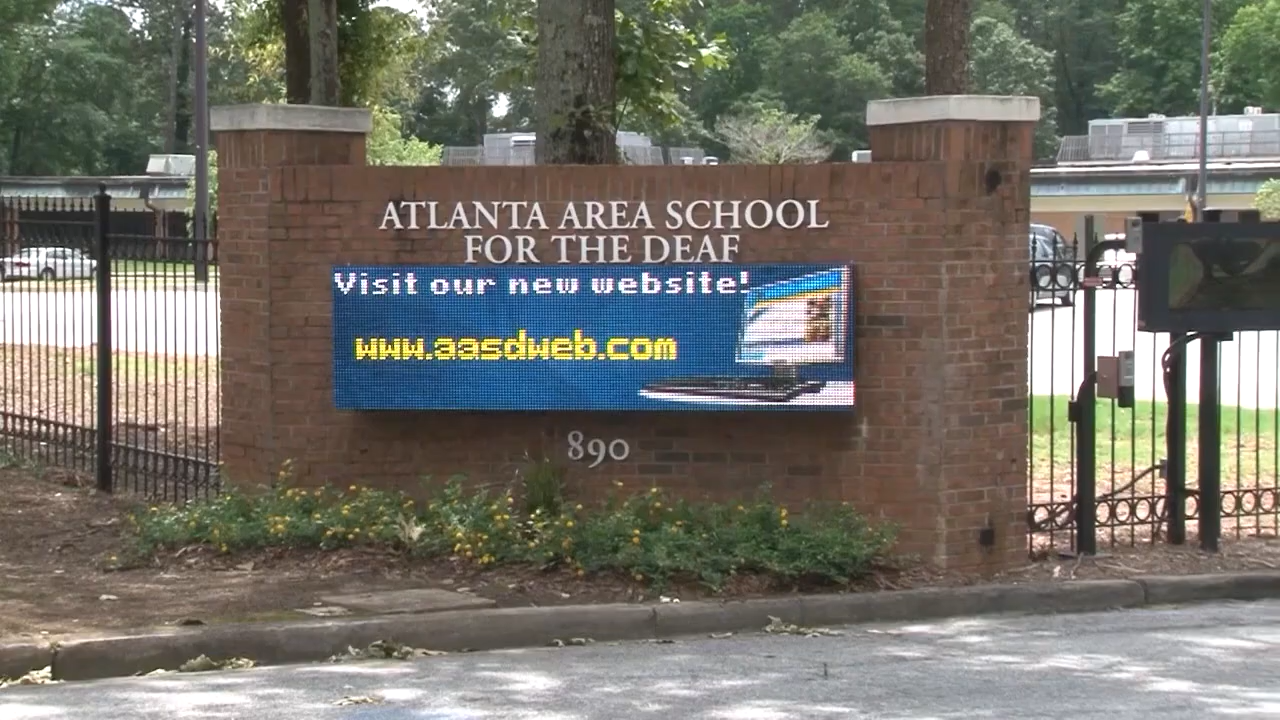 ATLANTA AREA SCHOOL
FOR THE DEAF
Visit our new website!
www.aasdweb.com
890